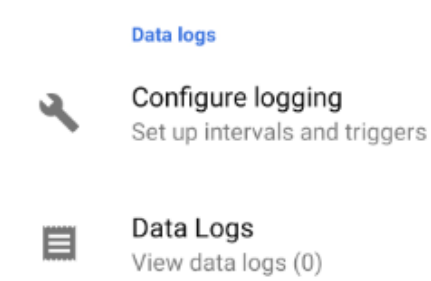 Data logs
Configure logging
Set up intervals and triggers
Data Logs
View data logs (0)